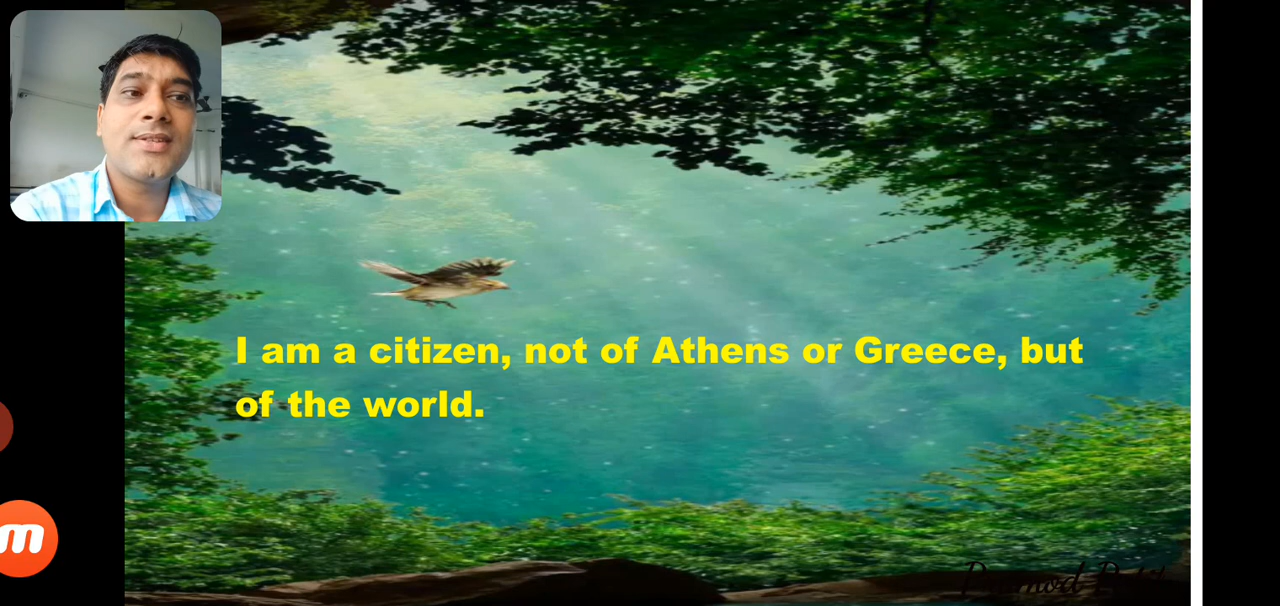 I am a citizen, not of Athens or Greece, but
of the world.
m